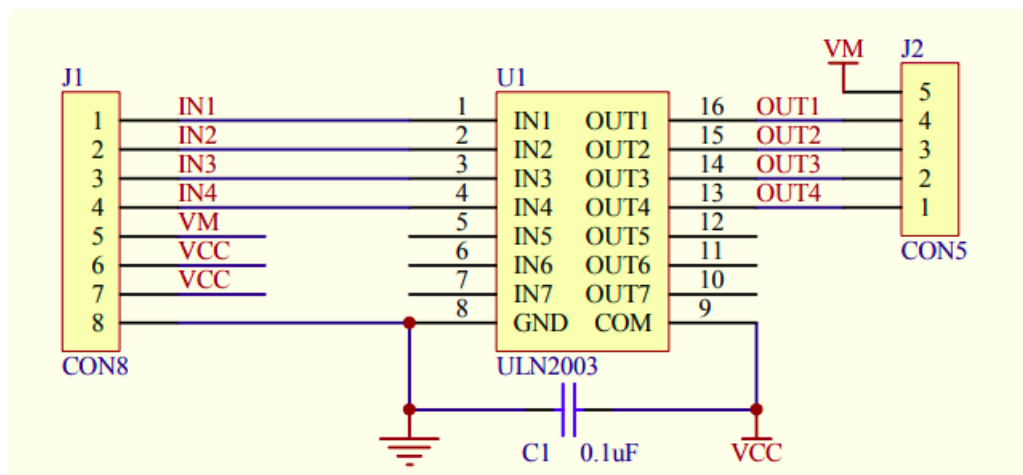 VM J2
J1 U1
5
1 IN1 1 IN1 OUT1 16 OUT1 4
2 IN2 2 IN2 OUT2 15 OUT2 3
3 IN3 3 IN3 OUT3 14 OUT3 2
4 IN4 4 IN4 OUT4 13 OUT4 1
5 VM 5 IN5 OUT5 12
CON5
6 VCC 6 IN6 OUT6 11
7 VCC 7 IN7 OUT7 10
8 8 GND COM 9
CON8 ULN2003
C1 0.1uF VCC